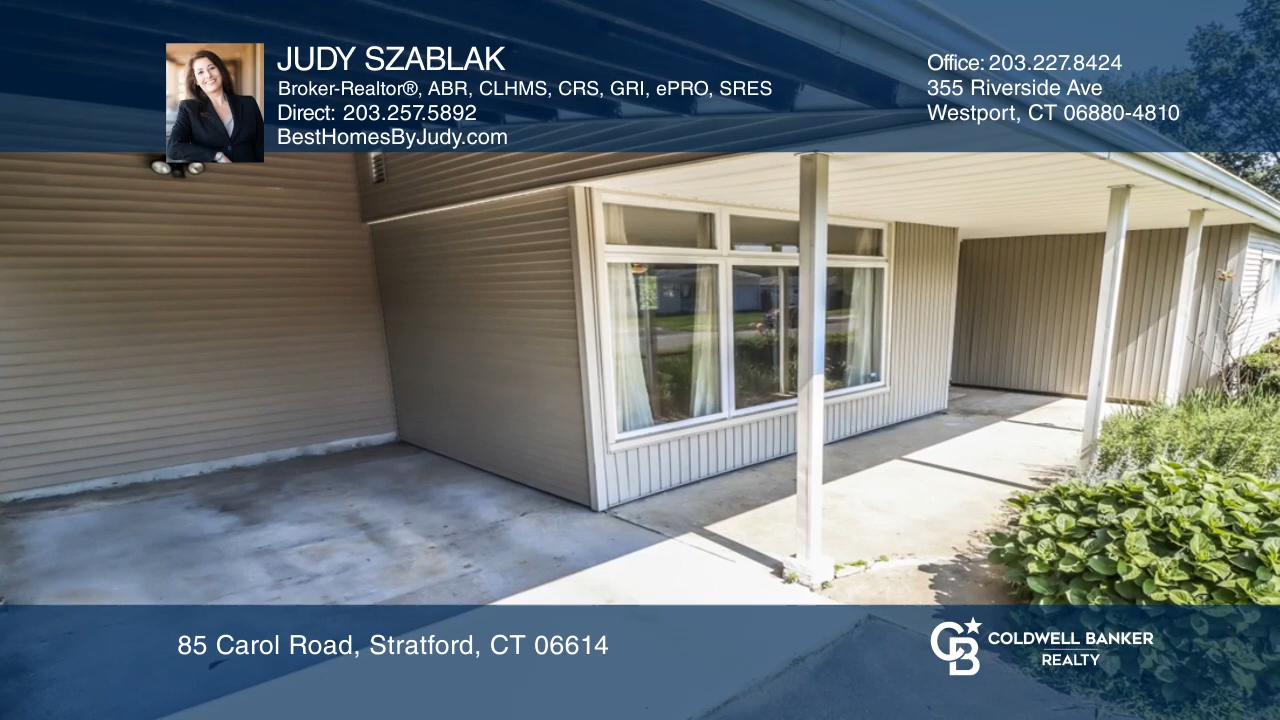 JUDY SZABLAK
Broker-Realtor®, ABR, CLHMS, CRS, GRI, ePRO, SRES
Direct: 203.257.5892
BestHomesByJudy.com
Office: 203.227.8424
355 Riverside Ave
Westport, CT 06880-4810
85 Carol Road, Stratford, CT 06614
CB
COLDWELL BANKER
REALTY